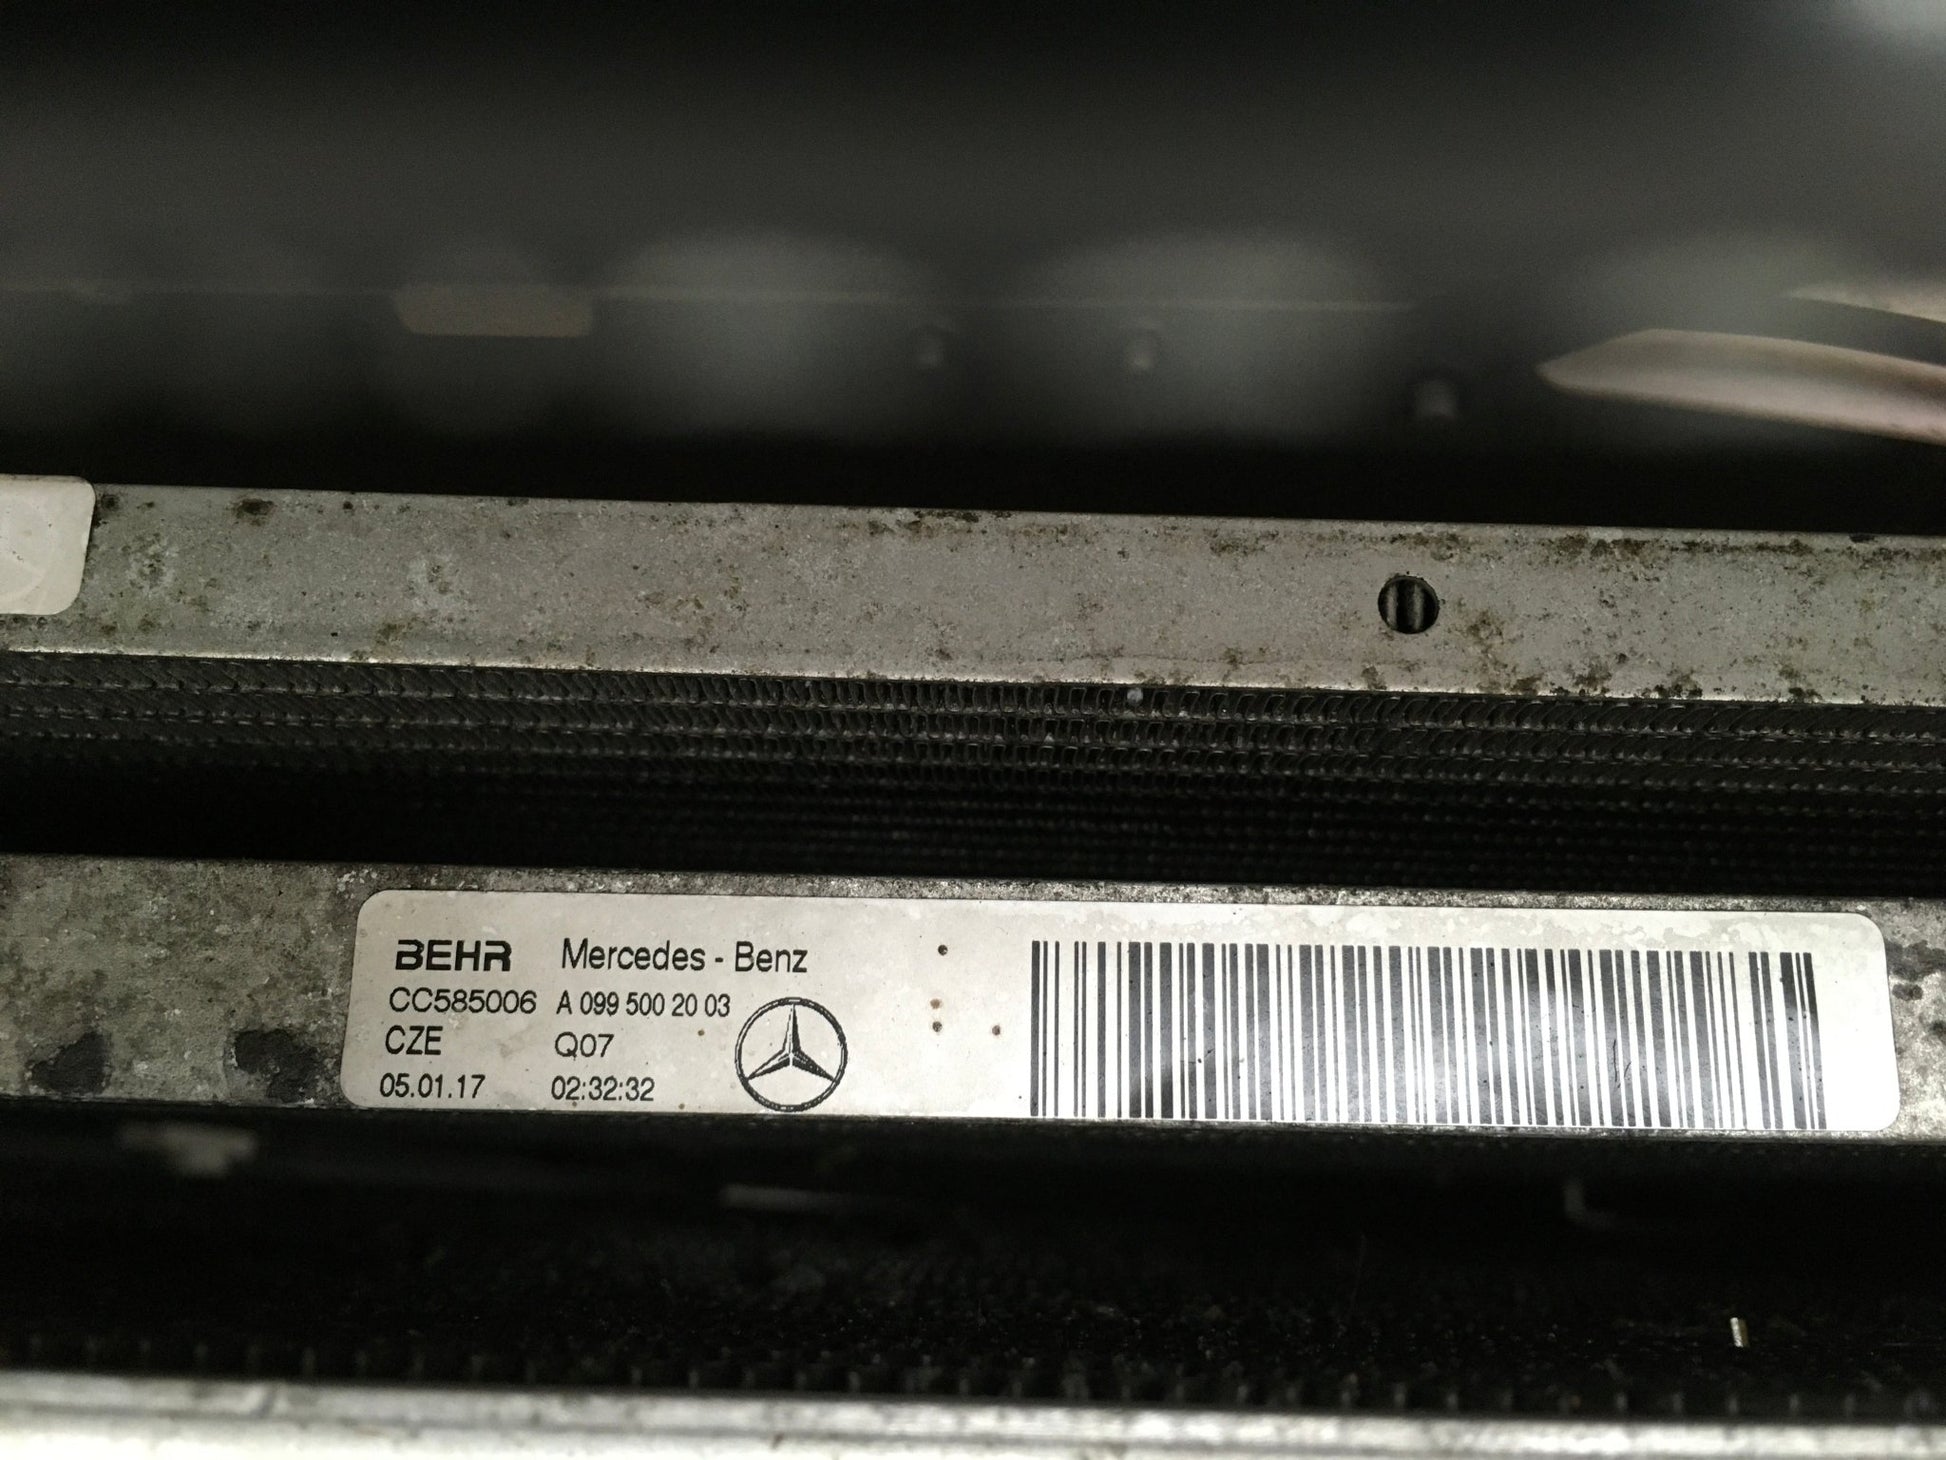 BEHR Mercedes - Benz
CC585006 A 099 500 20 03
CZE Q07
05.01.17 02:32:32